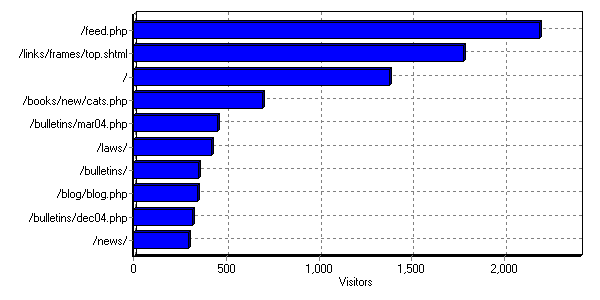 /feed.php
/links/frames/top.shtml
/
/books/new/cats.php
/bulletins/mar04.php
/laws/
/bulletins/
/blog/blog.php
/bulletins/dec04.php
/news/
0 500 1,000 1,500 2,000
Visitors